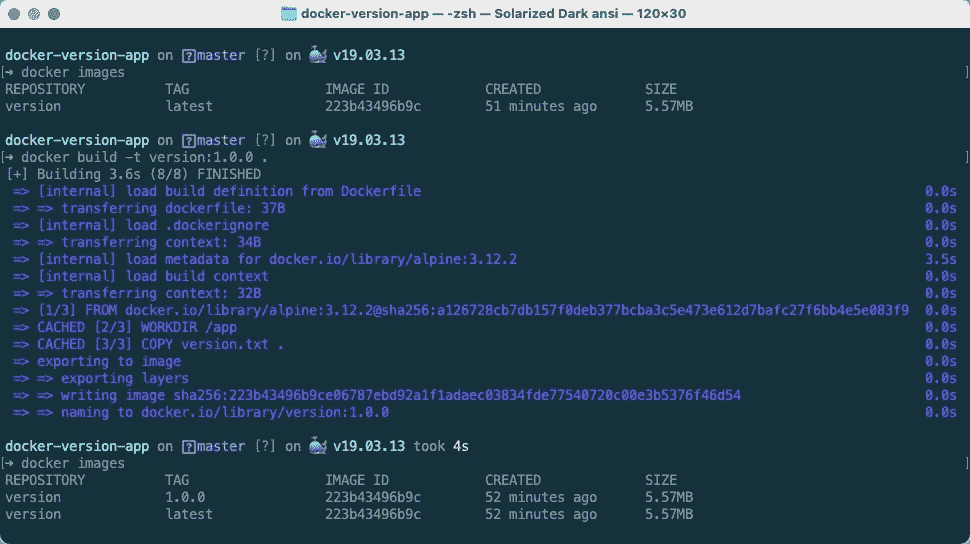 docker-version-app — -zsh — Solarized Dark ansi — 120×30
docker-version-app on master [?] on 🐳 v19.03.13
[➜ docker images ]
REPOSITORY TAG IMAGE ID CREATED SIZE
version latest 223b43496b9c 51 minutes ago 5.57MB
docker-version-app on master [?] on 🐳 v19.03.13
[➜ docker build -t version:1.0.0 . ]
[+] Building 3.6s (8/8) FINISHED
=> [internal] load build definition from Dockerfile 0.0s
=> => transferring dockerfile: 37B 0.0s
=> [internal] load .dockerignore 0.0s
=> => transferring context: 34B 0.0s
=> [internal] load metadata for docker.io/library/alpine:3.12.2 3.5s
=> [internal] load build context 0.0s
=> => transferring context: 32B 0.0s
=> [1/3] FROM docker.io/library/alpine:3.12.2@sha256:a126728cb7db157f0deb377bcba3c5e473e612d7bafc27f6bb4e5e083f9 0.0s
=> CACHED [2/3] WORKDIR /app 0.0s
=> CACHED [3/3] COPY version.txt . 0.0s
=> exporting to image 0.0s
=> => exporting layers 0.0s
=> => writing image sha256:223b43496b9ce06787ebd92a1f1adaec03834fde77540720c00e3b5376f46d54 0.0s
=> => naming to docker.io/library/version:1.0.0 0.0s
docker-version-app on master [?] on 🐳 v19.03.13 took 4s
[➜ docker images ]
REPOSITORY TAG IMAGE ID CREATED SIZE
version 1.0.0 223b43496b9c 52 minutes ago 5.57MB
version latest 223b43496b9c 52 minutes ago 5.57MB